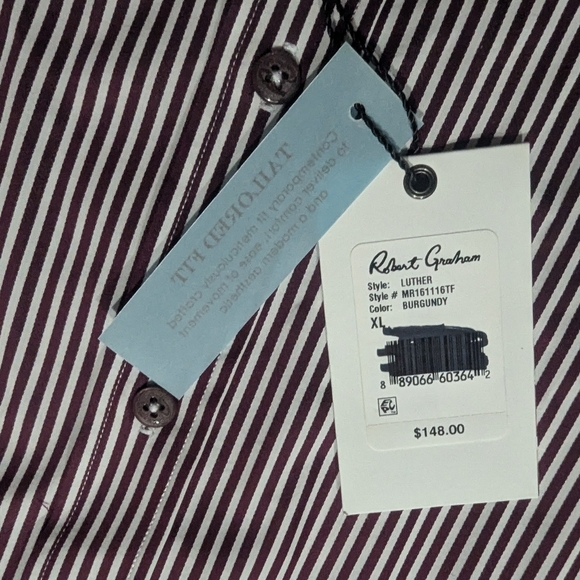 TAILORED FIT
Contemporary fit meticulously crafted
to deliver comfort, ease of movement
and a modern aesthetic
Robert Graham
Style: LUTHER
Style # MR161116TF
Color: BURGUNDY
XL
8 89066 60364 2
$148.00